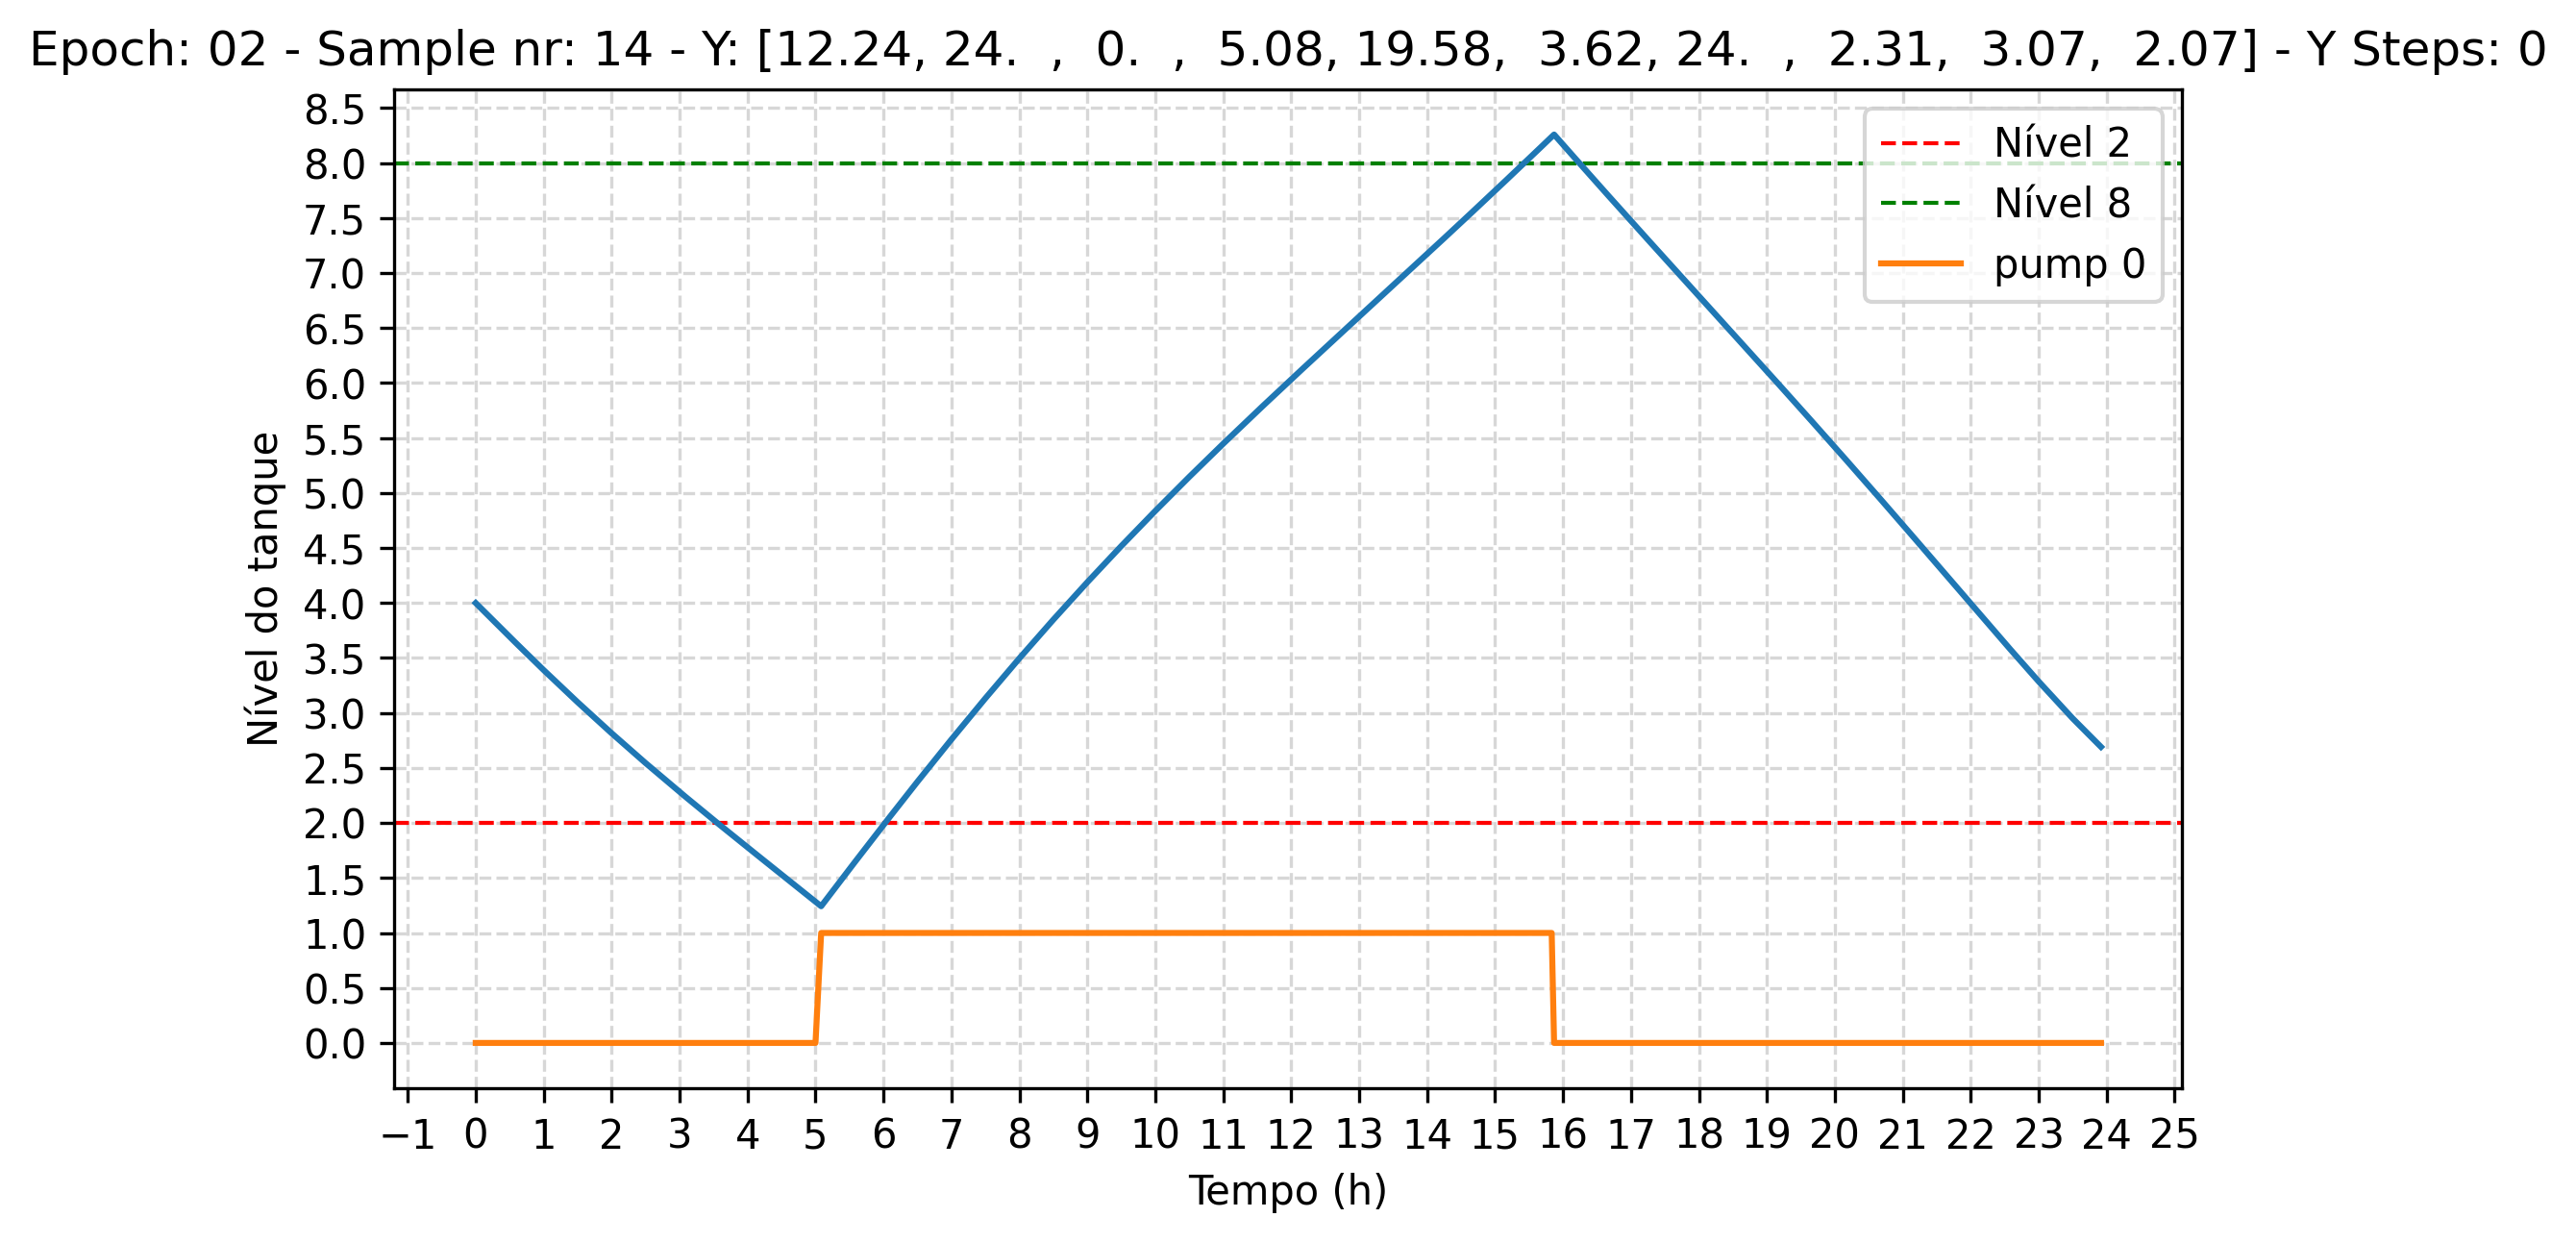 Epoch: 02 - Sample nr: 14 - Y: [12.24, 24.  ,  0.  ,  5.08, 19.58,  3.62, 24.  ,  2.31,  3.07,  2.07] - Y Steps: 0
8.5
8.0
7.5
7.0
6.5
6.0
5.5
5.0
4.5
4.0
3.5
3.0
2.5
2.0
1.5
1.0
0.5
0.0
Nível do tanque
Nível 2
Nível 8
pump 0
−1 0 1 2 3 4 5 6 7 8 9 10 11 12 13 14 15 16 17 18 19 20 21 22 23 24 25
Tempo (h)